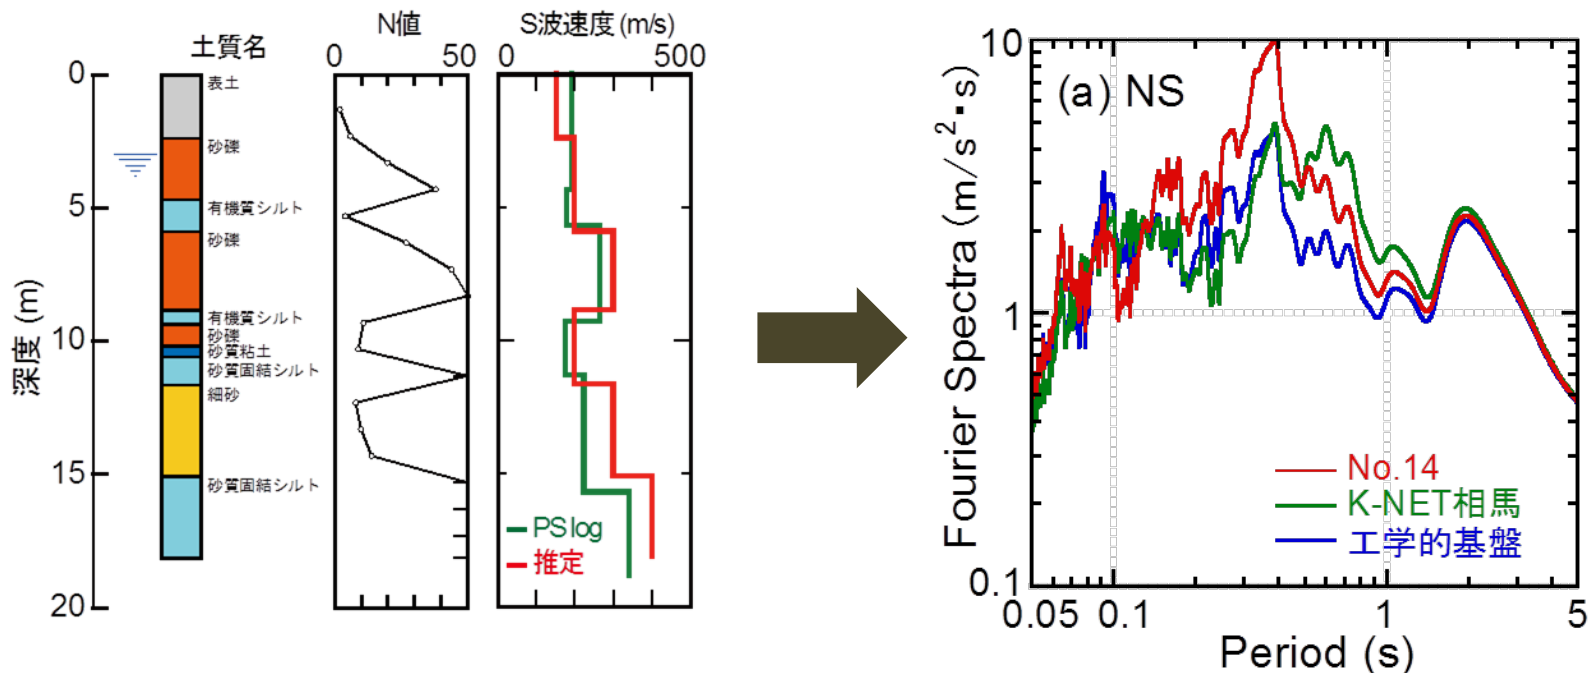 土質名
N値
S波速度 (m/s)
0
50
0
500
深度 (m)
0
5
10
15
20
表土
砂礫
有機質シルト
砂礫
有機質シルト
砂礫
砂質粘土
砂質固結シルト
細砂
砂質固結シルト
PS log
推定
(a) NS
Fourier Spectra (m/s²・s)
10
1
0.1
No.14
K-NET相馬
工学的基盤
0.05
0.1
1
5
Period (s)